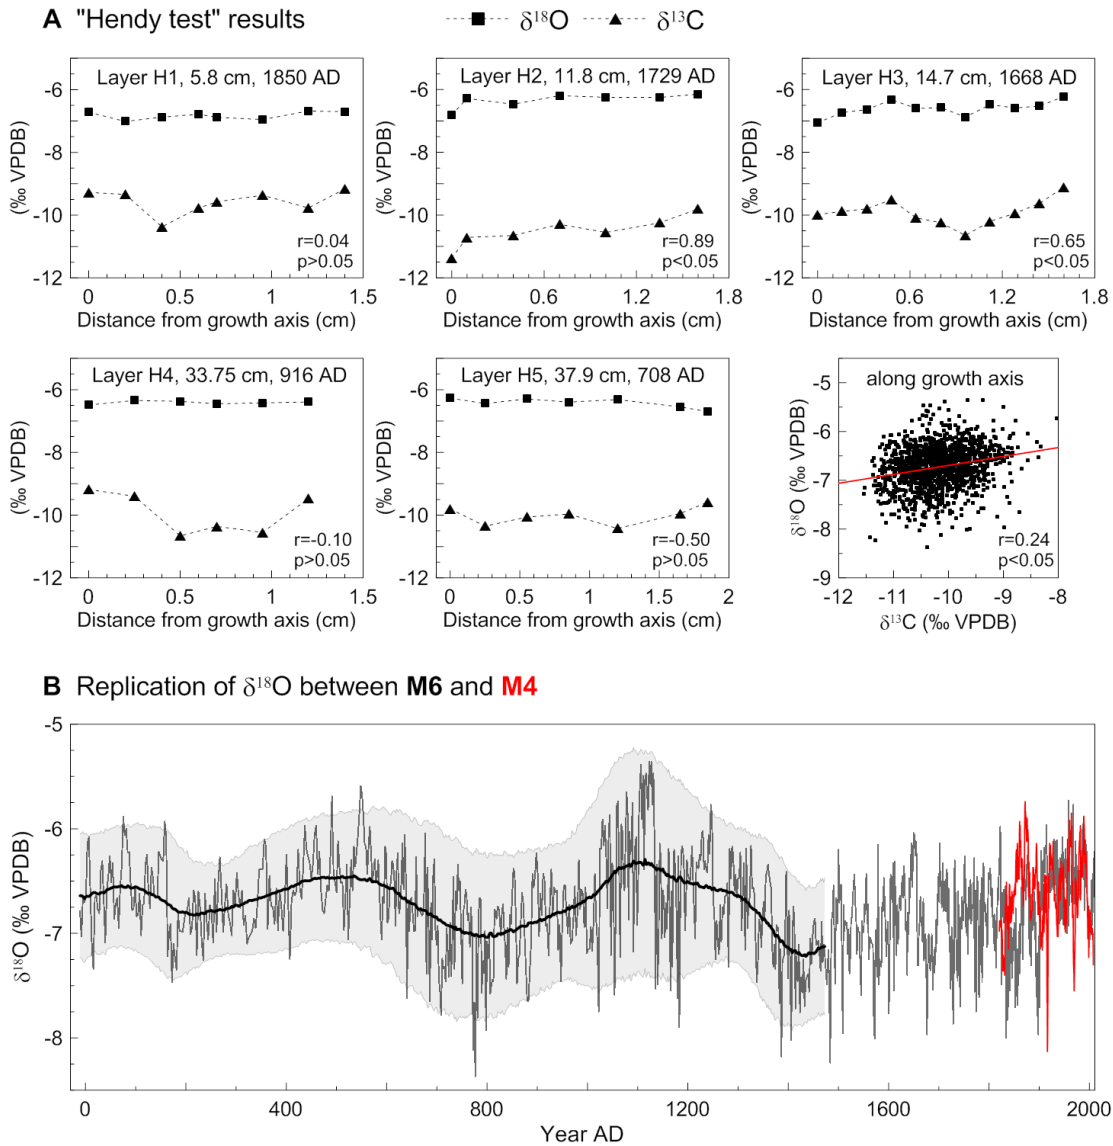 A "Hendy test" results
δ18O δ13C
Layer H1, 5.8 cm, 1850 AD
(‰ VPDB)
-6
-8
-10
-12
r=0.04
p>0.05
0 0.5 1 1.5
Distance from growth axis (cm)
Layer H2, 11.8 cm, 1729 AD
(‰ VPDB)
-6
-8
-10
-12
r=0.89
p<0.05
0 0.6 1.2 1.8
Distance from growth axis (cm)
Layer H3, 14.7 cm, 1668 AD
(‰ VPDB)
-6
-8
-10
-12
r=0.65
p<0.05
0 0.6 1.2 1.8
Distance from growth axis (cm)
Layer H4, 33.75 cm, 916 AD
(‰ VPDB)
-6
-8
-10
-12
r=-0.10
p>0.05
0 0.5 1 1.5
Distance from growth axis (cm)
Layer H5, 37.9 cm, 708 AD
(‰ VPDB)
-6
-8
-10
-12
r=-0.50
p>0.05
0 0.5 1 1.5 2
Distance from growth axis (cm)
along growth axis
δ18O (‰ VPDB)
-5
-6
-7
-8
-9
r=0.24
p<0.05
-12 -11 -10 -9 -8
δ13C (‰ VPDB)
B Replication of δ18O between M6 and M4
δ18O (‰ VPDB)
-5
-6
-7
-8
0 400 800 1200 1600 2000
Year AD